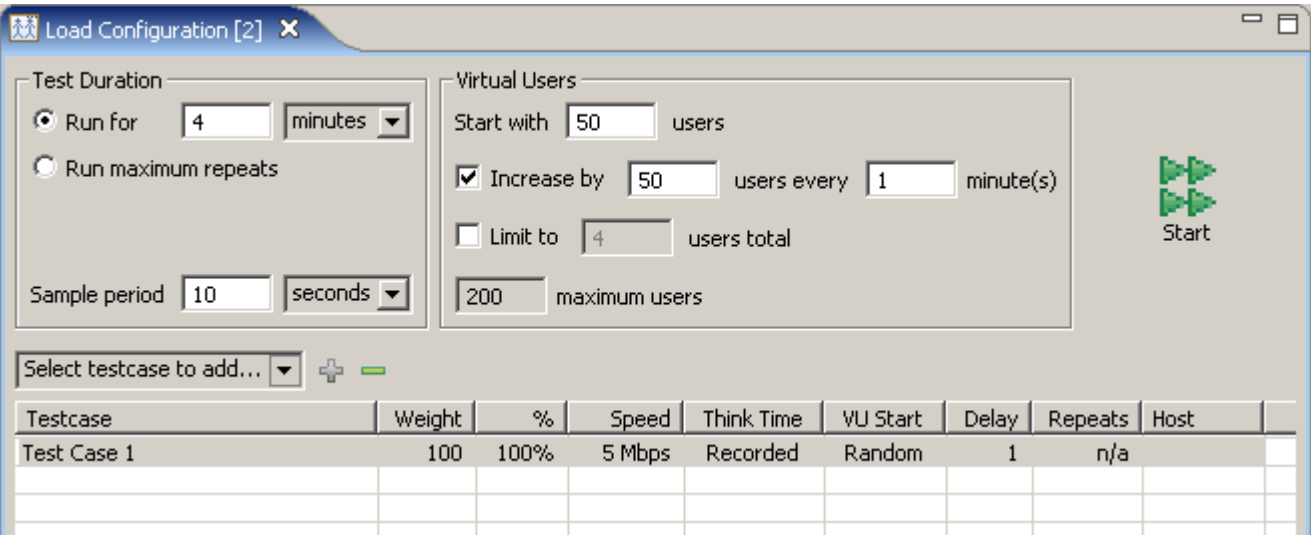 Load Configuration [2]
Test Duration
Run for 4 minutes
Run maximum repeats
Sample period 10 seconds
Virtual Users
Start with 50 users
Increase by 50 users every 1 minute(s)
Limit to 4 users total
200 maximum users
Start
Select testcase to add...
Testcase Weight % Speed Think Time VU Start Delay Repeats Host
Test Case 1 100 100% 5 Mbps Recorded Random 1 n/a